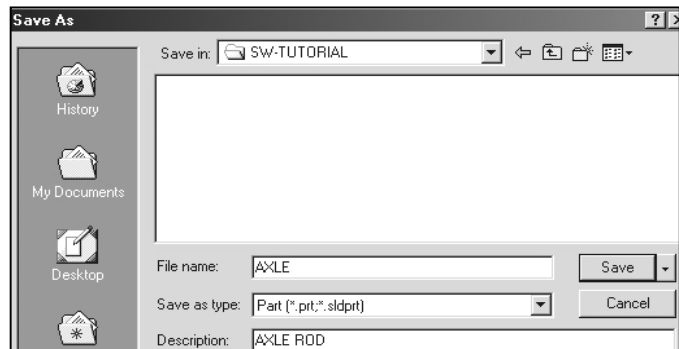 Save As
Save in: SW-TUTORIAL
History
My Documents
Desktop
File name: AXLE Save
Save as type: Part (*.prt;*.sldprt) Cancel
Description: AXLE ROD